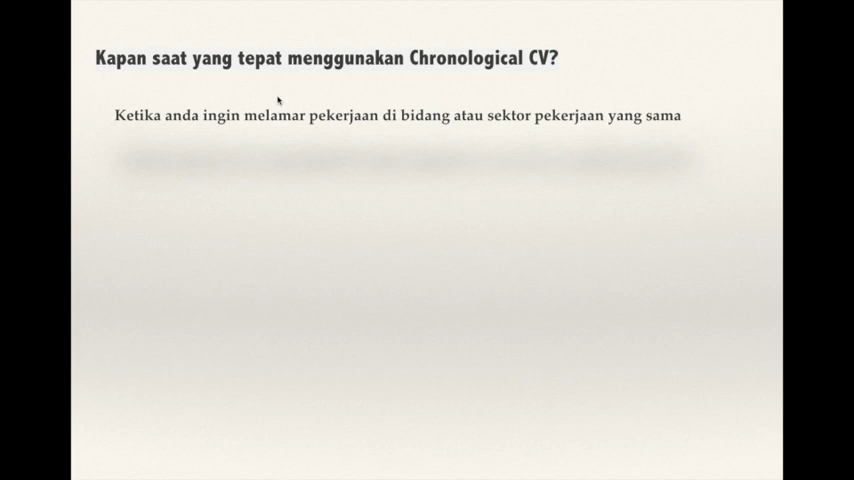 Kapan saat yang tepat menggunakan Chronological CV?
Ketika anda ingin melamar pekerjaan di bidang atau sektor pekerjaan yang sama